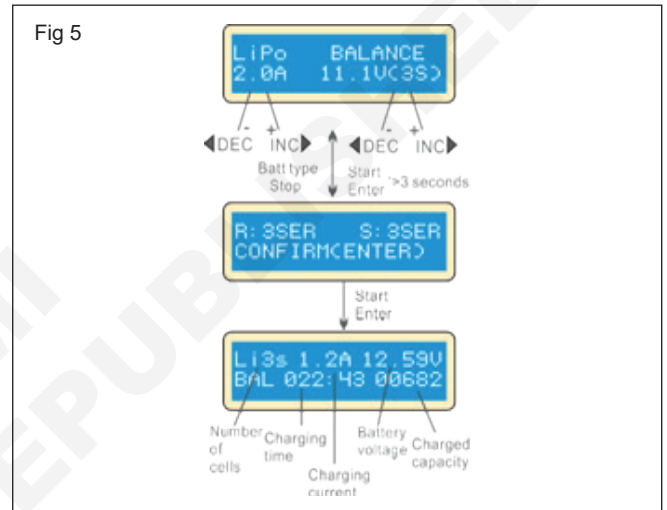 Fig 5
LiPo BALANCE
2.0A 11.1V(3S)
- + - +
◀DEC INC▶ ◀DEC INC▶
Batt type Start >3 seconds
Stop Enter
R:3SER S:3SER
CONFIRM(ENTER)
Start
Enter
Li3s 1.2A 12.59V
BAL 022:43 00682
Number of cells
Charging time
Charging current
Battery voltage
Charged capacity